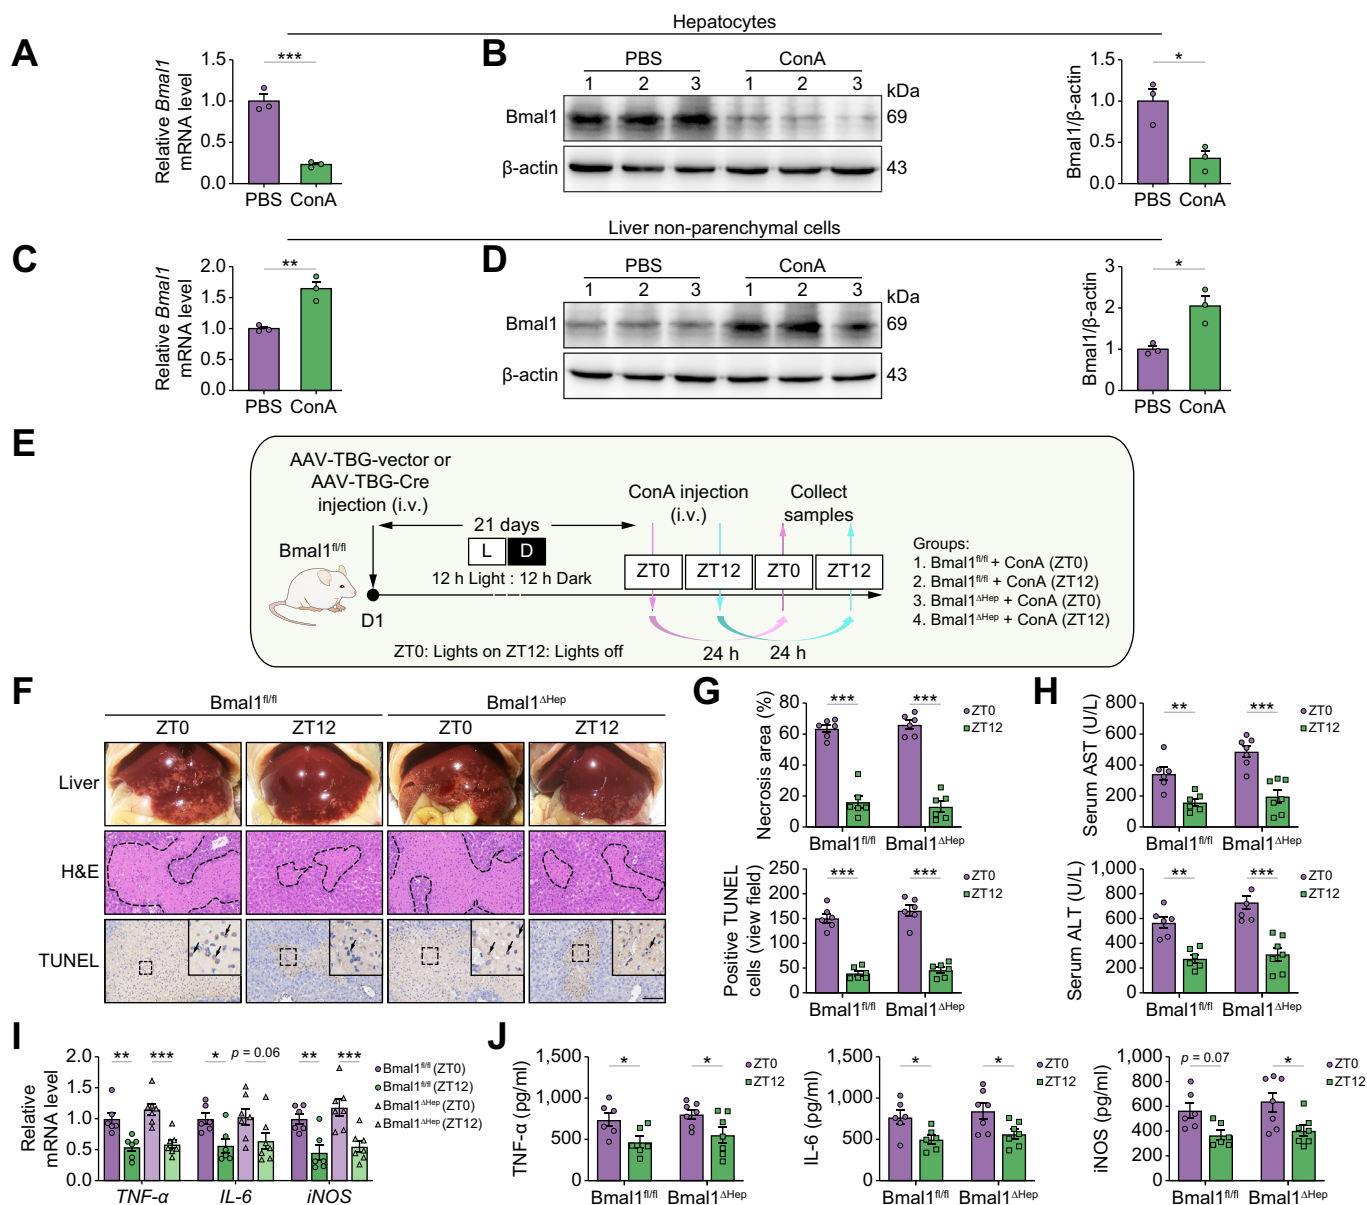 Hepatocytes
A
Relative Bmal1
mRNA level
1.5
1.0
0.5
0.0
***
PBS ConA
B
PBS ConA
1 2 3 1 2 3
kDa
Bmal1 69
β-actin 43
Bmal1/β-actin
1.5
1.0
0.5
0.0
*
PBS ConA
Liver non-parenchymal cells
C
Relative Bmal1
mRNA level
2.0
1.5
1.0
0.5
0.0
**
PBS ConA
D
PBS ConA
1 2 3 1 2 3
kDa
Bmal1 69
β-actin 43
Bmal1/β-actin
3
2
1
0
*
PBS ConA
E
AAV-TBG-vector or
AAV-TBG-Cre
injection (i.v.)
Bmal1fl/fl
D1
21 days
L D
12 h Light : 12 h Dark
ZT0: Lights on ZT12: Lights off
ConA injection
(i.v.)
Collect
samples
ZT0 ZT12 ZT0 ZT12
24 h 24 h
Groups:
1. Bmal1fl/fl + ConA (ZT0)
2. Bmal1fl/fl + ConA (ZT12)
3. Bmal1ΔHep + ConA (ZT0)
4. Bmal1ΔHep + ConA (ZT12)
F
Bmal1fl/fl Bmal1ΔHep
ZT0 ZT12 ZT0 ZT12
Liver
H&E
TUNEL
G
Necrosis area (%)
80
60
40
20
0
*** ***
ZT0
ZT12
Bmal1fl/fl Bmal1ΔHep
Positive TUNEL
cells (view field)
250
200
150
100
50
0
*** ***
ZT0
ZT12
Bmal1fl/fl Bmal1ΔHep
H
Serum AST (U/L)
800
600
400
200
0
** ***
ZT0
ZT12
Bmal1fl/fl Bmal1ΔHep
Serum ALT (U/L)
1,000
800
600
400
200
0
** ***
ZT0
ZT12
Bmal1fl/fl Bmal1ΔHep
I
Relative
mRNA level
2.0
1.5
1.0
0.5
0.0
** *** * p = 0.06 ** ***
TNF-α IL-6 iNOS
Bmal1fl/fl (ZT0)
Bmal1fl/fl (ZT12)
Bmal1ΔHep (ZT0)
Bmal1ΔHep (ZT12)
J
TNF-α (pg/ml)
1,500
1,000
500
0
* *
ZT0
ZT12
Bmal1fl/fl Bmal1ΔHep
IL-6 (pg/ml)
1,500
1,000
500
0
* *
ZT0
ZT12
Bmal1fl/fl Bmal1ΔHep
iNOS (pg/ml)
1,000
800
600
400
200
0
p = 0.07 *
ZT0
ZT12
Bmal1fl/fl Bmal1ΔHep